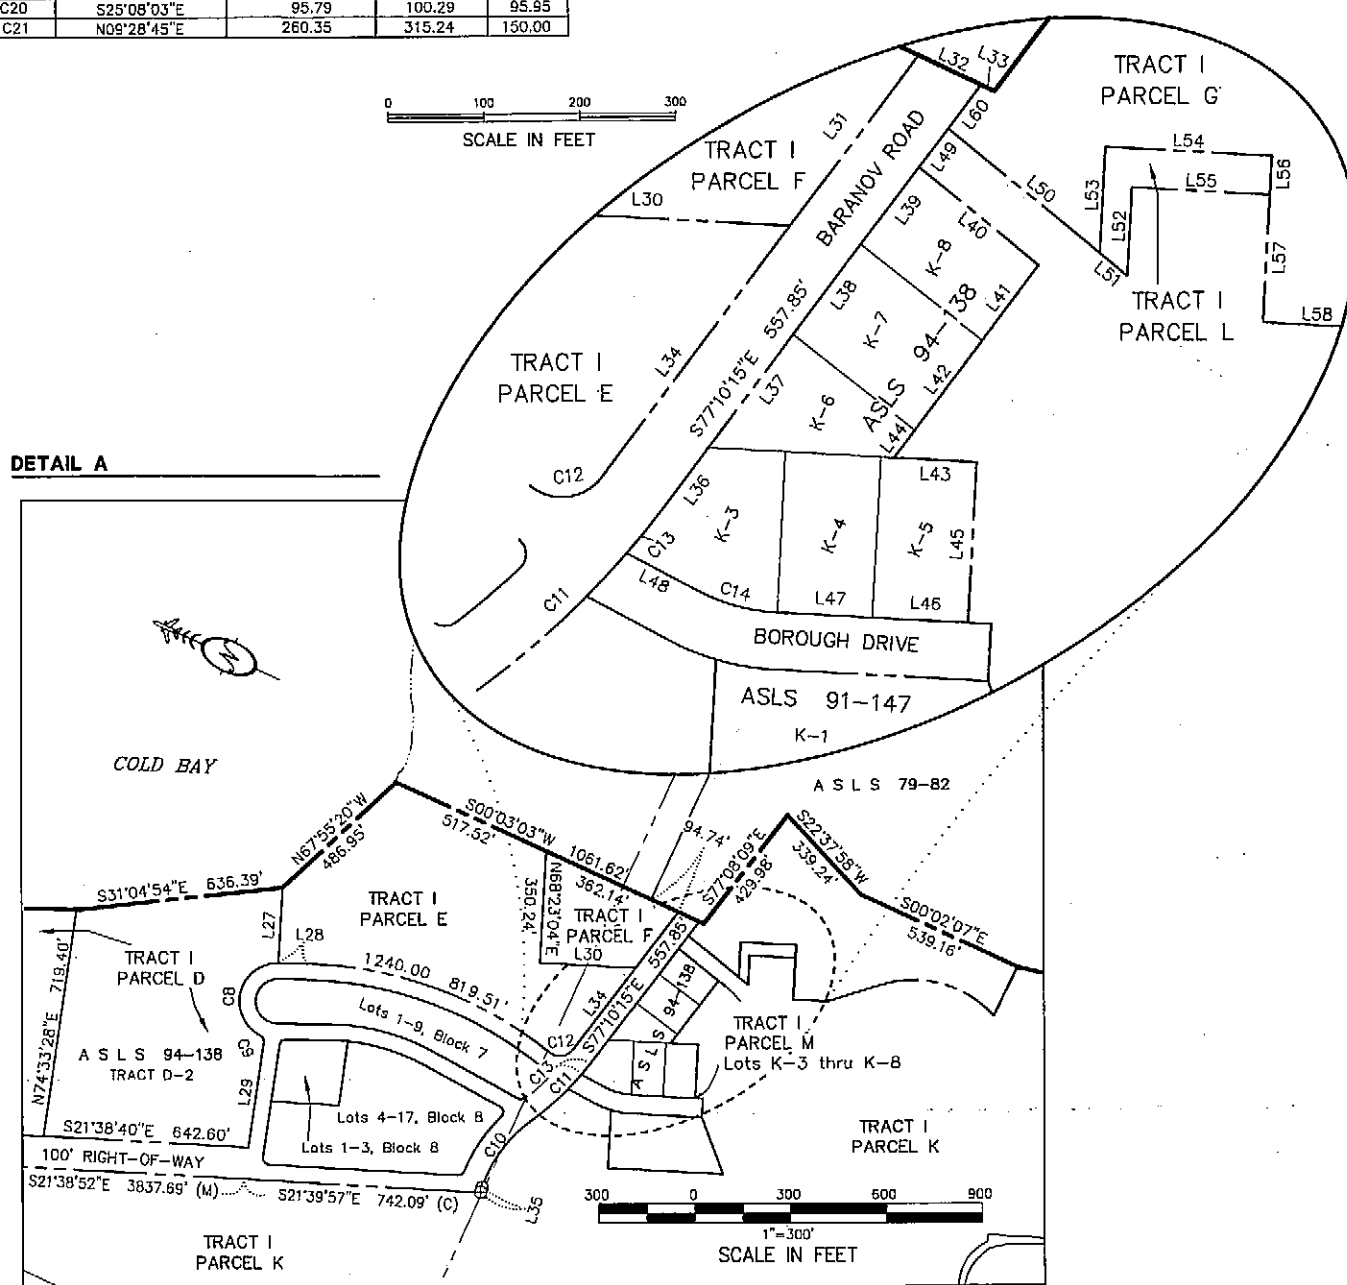 C20 S25°08'03"E 95.79 100.29 95.95
C21 N09°28'45"E 260.35 315.24 150.00
0 100 200 300
SCALE IN FEET
TRACT I
PARCEL G
L32
L33
L31
L60
L49
TRACT I
PARCEL F
L30
BARANOV ROAD
L54
L55
L56
L53
L52
L50
L57
L51
L58
L39
L40
K-8
L41
TRACT I
PARCEL L
L38
K-7
94-138
ASLS
L42
L34
TRACT I
PARCEL E
S77°10'15"E 557.85'
L37
K-6
L44
DETAIL A
C12
L43
L36
K-3
K-4
K-5
L45
C13
L48
C14
L47
L46
C11
BOROUGH DRIVE
ASLS 91-147
K-1
N
COLD BAY
A S L S 79-82
N67°55'20"W
486.95'
S00°03'03"W
517.52'
1061.62'
362.14'
94.74'
S77°08'09"E
429.98'
S22°37'58"W
339.24'
S00°02'07"E
539.16'
S31°04'54"E 636.39'
TRACT I
PARCEL E
350.24'
N68°23'04"E
TRACT I
PARCEL F
L30
557.85'
L27
L28
TRACT I
PARCEL D
719.40'
N74°33'28"E
1240.00 819.51'
Lots 1-9, Block 7
L34
S77°10'15"E
94-138
A S L S
C8
C9
C12
C13
C11
TRACT I
PARCEL M
Lots K-3 thru K-8
A S L S 94-138
TRACT D-2
L29
Lots 4-17, Block 8
Lots 1-3, Block 8
C10
S21°38'40"E 642.60'
100' RIGHT-OF-WAY
S21°38'52"E 3837.69' (M)
S21°39'57"E 742.09' (C)
L35
TRACT I
PARCEL K
TRACT I
PARCEL K
300 0 300 600 900
1"=300'
SCALE IN FEET